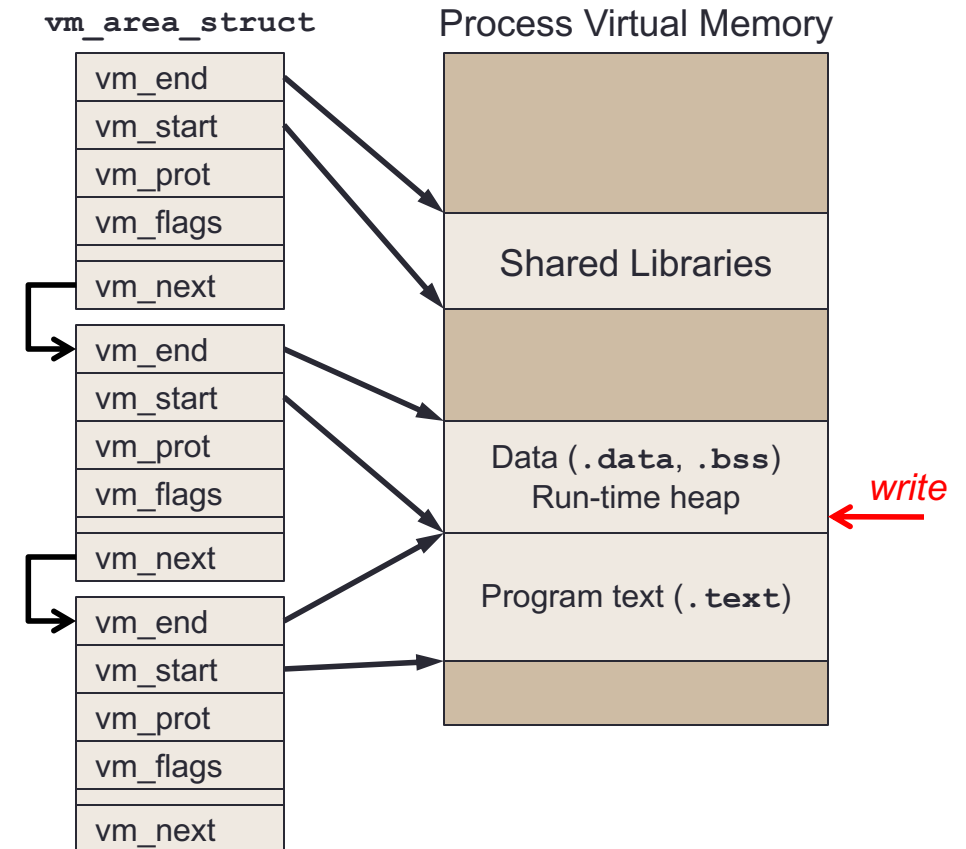 vm_area_struct
vm_end
vm_start
vm_prot
vm_flags
vm_next
vm_end
vm_start
vm_prot
vm_flags
vm_next
vm_end
vm_start
vm_prot
vm_flags
vm_next
Process Virtual Memory
Shared Libraries
Data (.data, .bss)
Run-time heap
write
Program text (.text)